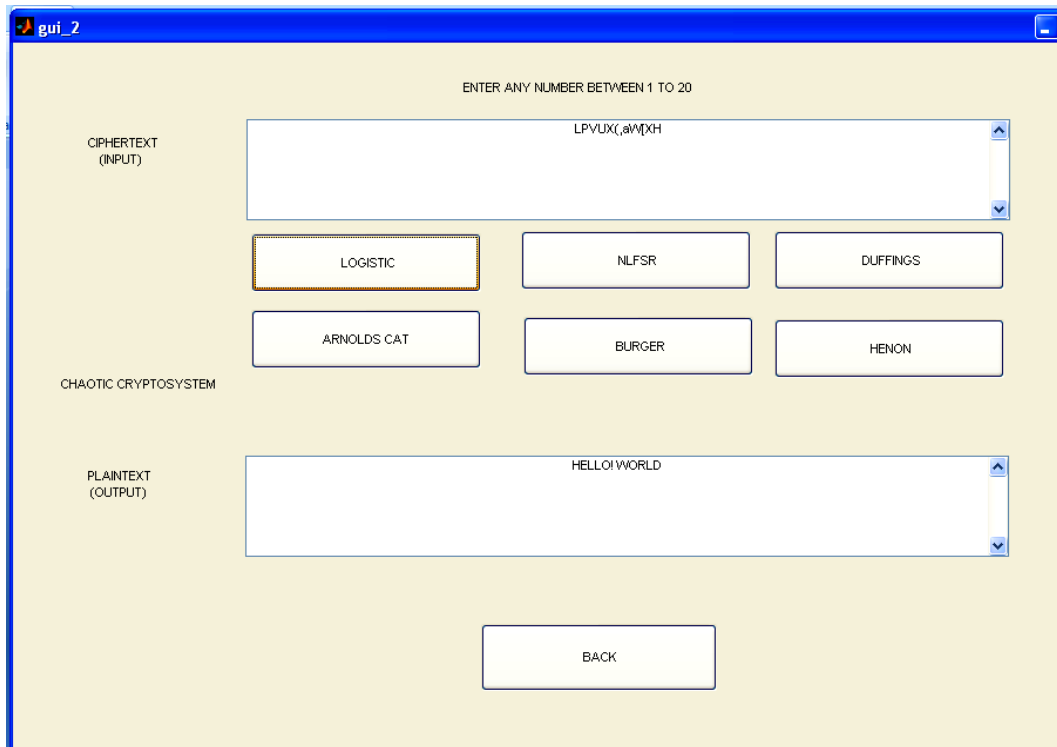 gui_2
ENTER ANY NUMBER BETWEEN 1 TO 20
CIPHERTEXT
(INPUT)
LPVUX(,aW[XH
LOGISTIC
NLFSR
DUFFINGS
ARNOLDS CAT
BURGER
HENON
CHAOTIC CRYPTOSYSTEM
PLAINTEXT
(OUTPUT)
HELLO! WORLD
BACK